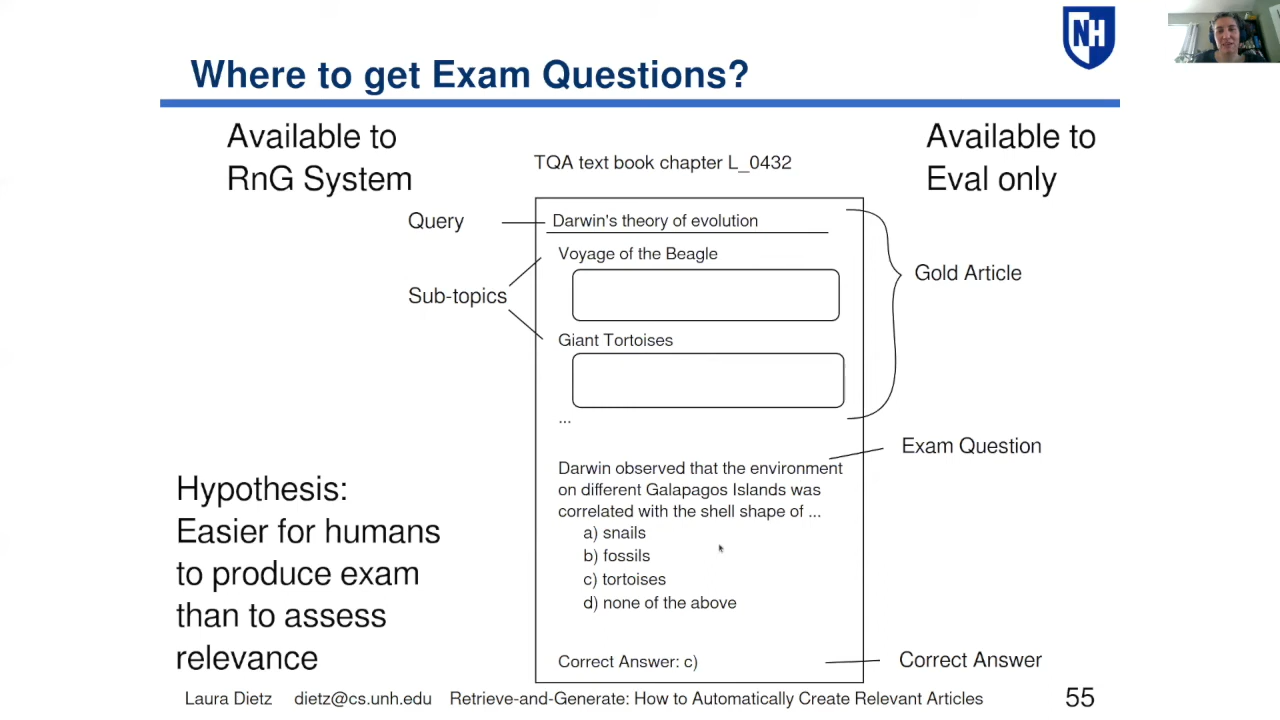 NH
Where to get Exam Questions?
Available to
RnG System
Available to
Eval only
TQA text book chapter L_0432
Query
Darwin's theory of evolution
Voyage of the Beagle
Sub-topics
Giant Tortoises
...
Gold Article
Exam Question
Darwin observed that the environment
on different Galapagos Islands was
correlated with the shell shape of ...
a) snails
b) fossils
c) tortoises
d) none of the above
Correct Answer: c)
Correct Answer
Hypothesis:
Easier for humans
to produce exam
than to assess
relevance
Laura Dietz dietz@cs.unh.edu Retrieve-and-Generate: How to Automatically Create Relevant Articles 55